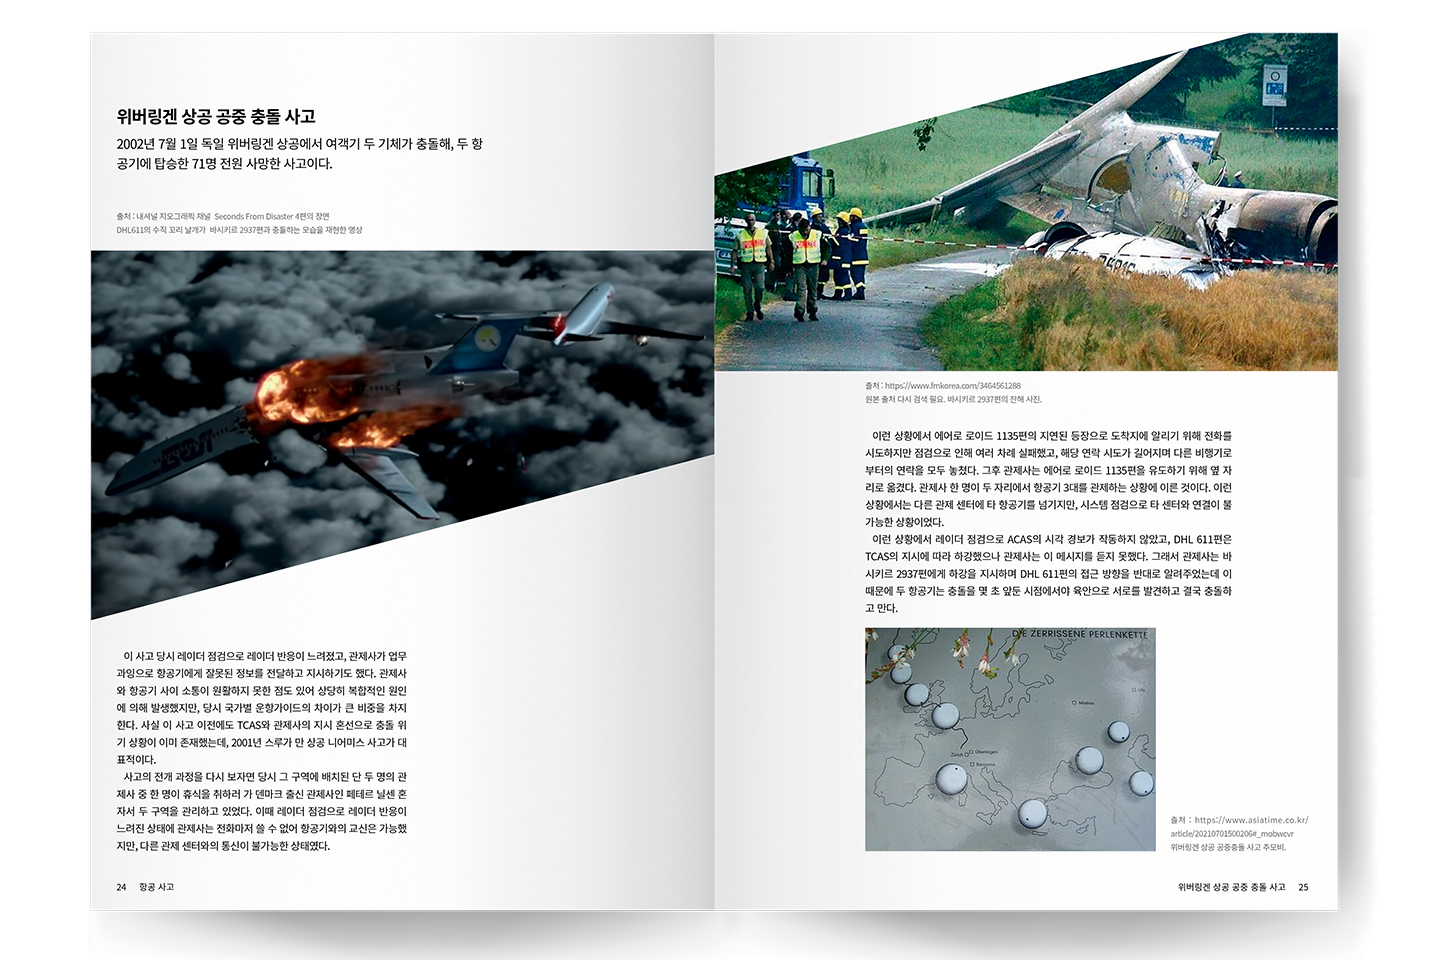 위버링겐 상공 공중 충돌 사고
2002년 7월 1일 독일 위버링겐 상공에서 여객기 두 기체가 충돌해, 두 항
공기에 탑승한 71명 전원 사망한 사고이다.
출처 : 내셔널 지오그래픽 채널 Seconds From Disaster 4편의 장면
DHL611의 수직 꼬리 날개가 바시키르 2937편과 충돌하는 모습을 재현한 영상
이 사고 당시 레이더 점검으로 레이더 반응이 느려졌고, 관제사가 업무
과잉으로 항공기에게 잘못된 정보를 전달하고 지시하기도 했다. 관제사
와 항공기 사이 소통이 원활하지 못한 점도 있어 상당히 복합적인 원인
에 의해 발생했지만, 당시 국가별 운항가이드의 차이가 큰 비중을 차지
한다. 사실 이 사고 이전에도 TCAS와 관제사의 지시 혼선으로 충돌 위
기 상황이 이미 존재했는데, 2001년 스루가 만 상공 니어미스 사고가 대
표적이다.
사고의 전개 과정을 다시 보자면 당시 그 구역에 배치된 단 두 명의 관
제사 중 한 명이 휴식을 취하러 가 덴마크 출신 관제사인 페테르 닐센 혼
자서 두 구역을 관리하고 있었다. 이때 레이더 점검으로 레이더 반응이
느려진 상태에 관제사는 전화마저 쓸 수 없어 항공기와의 교신은 가능했
지만, 다른 관제 센터와의 통신이 불가능한 상태였다.
24 항공 사고
출처 : https://www.fmkorea.com/3464561288
원본 출처 다시 검색 필요. 바시키르 2937편의 잔해 사진.
이런 상황에서 에어로 로이드 1135편의 지연된 등장으로 도착지에 알리기 위해 전화를
시도하지만 점검으로 인해 여러 차례 실패했고, 해당 연락 시도가 길어지며 다른 비행기로
부터의 연락을 모두 놓쳤다. 그후 관제사는 에어로 로이드 1135편을 유도하기 위해 옆 자
리로 옮겼다. 관제사 한 명이 두 자리에서 항공기 3대를 관제하는 상황에 이른 것이다. 이런
상황에서는 다른 관제 센터에 타 항공기를 넘기지만, 시스템 점검으로 타 센터와 연결이 불
가능한 상황이었다.
이런 상황에서 레이더 점검으로 ACAS의 시각 경보가 작동하지 않았고, DHL 611편은
TCAS의 지시에 따라 하강했으나 관제사는 이 메시지를 듣지 못했다. 그래서 관제사는 바
시키르 2937편에게 하강을 지시하며 DHL 611편의 접근 방향을 반대로 알려주었는데 이
때문에 두 항공기는 충돌을 몇 초 앞둔 시점에서야 육안으로 서로를 발견하고 결국 충돌하
고 만다.
DIE ZERRISSENE PERLENKETTE
Ufa
Moskau
Zürich Überlingen
출처 : https://www.asiatime.co.kr/
article/20210701500206#_mobwcvr
위버링겐 상공 공중충돌 사고 추모비.
위버링겐 상공 공중 충돌 사고 25